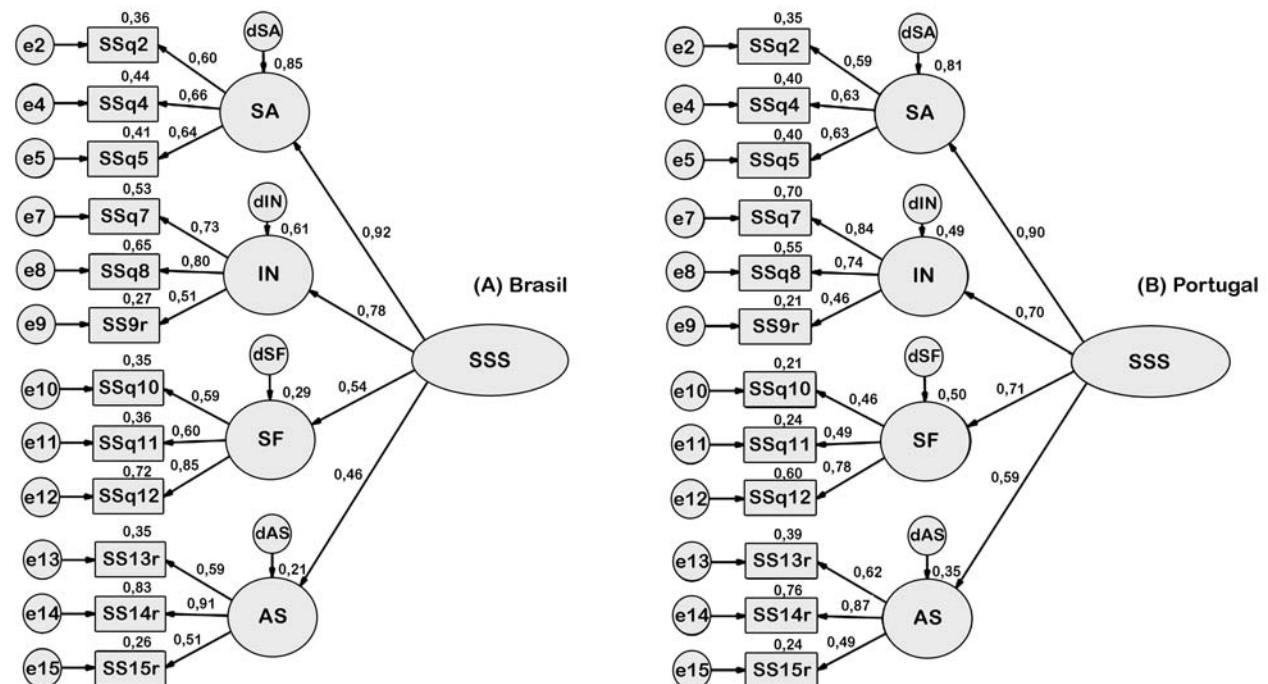 0,36
e2 SSq2
0,60
dSA
0,85
0,44
e4 SSq4
0,66
SA
0,41
e5 SSq5
0,64
0,92
0,53
e7 SSq7
0,73
dIN
0,61
0,65
e8 SSq8
0,80
IN
0,27
e9 SS9r
0,51
0,78
(A) Brasil
SSS
0,35
e10 SSq10
0,59
dSF
0,29
0,54
0,36
e11 SSq11
0,60
SF
0,72
e12 SSq12
0,85
0,46
0,35
e13 SS13r
0,59
dAS
0,21
0,83
e14 SS14r
0,91
AS
0,26
e15 SS15r
0,51
0,35
e2 SSq2
0,59
dSA
0,81
0,40
e4 SSq4
0,63
SA
0,40
e5 SSq5
0,63
0,90
0,70
e7 SSq7
0,84
dIN
0,49
0,55
e8 SSq8
0,74
IN
0,21
e9 SS9r
0,46
0,70
(B) Portugal
SSS
0,21
e10 SSq10
0,46
dSF
0,50
0,71
0,24
e11 SSq11
0,49
SF
0,60
e12 SSq12
0,78
0,59
0,39
e13 SS13r
0,62
dAS
0,35
0,76
e14 SS14r
0,87
AS
0,24
e15 SS15r
0,49